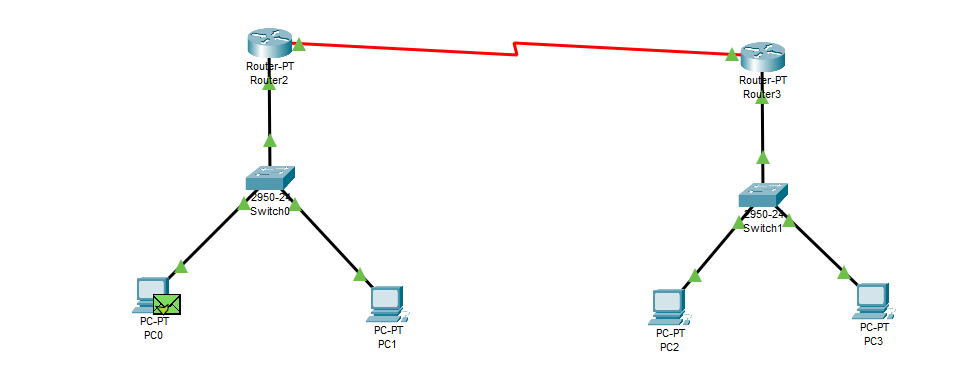 Router-PT
Router2
Router-PT
Router3
2950-24
Switch0
2950-24
Switch1
PC-PT
PC0
PC-PT
PC1
PC-PT
PC2
PC-PT
PC3